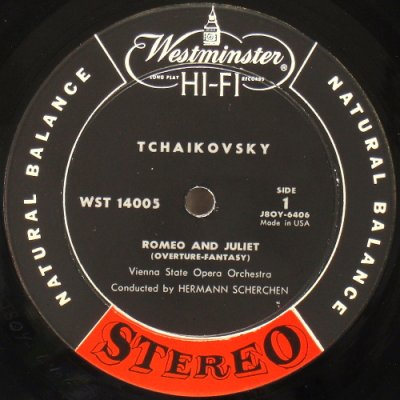 Westminster®
LONG PLAY RECORDS
HI-FI
NATURAL BALANCE
NATURAL BALANCE
TCHAIKOVSKY
WST 14005
SIDE
1
J8OY-6406
Made in USA
ROMEO AND JULIET
(OVERTURE-FANTASY)
Vienna State Opera Orchestra
Conducted by HERMANN SCHERCHEN
STEREO